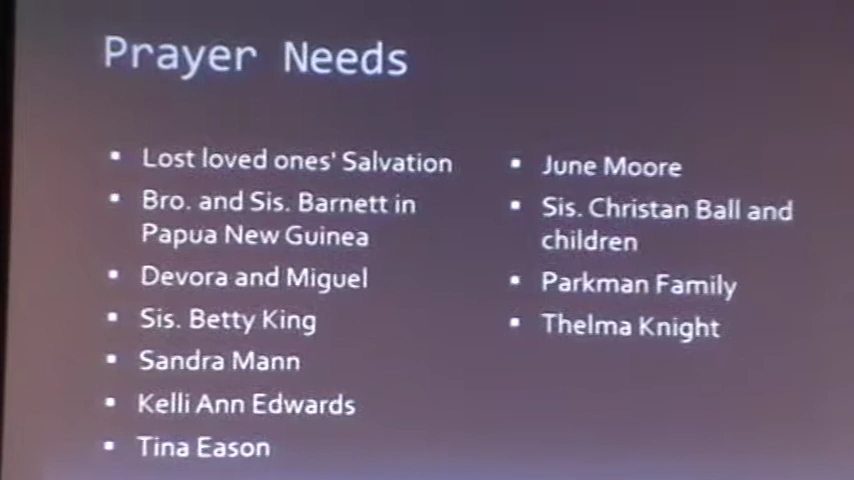 Prayer Needs
▪ Lost loved ones' Salvation
▪ Bro. and Sis. Barnett in
Papua New Guinea
▪ Devora and Miguel
▪ Sis. Betty King
▪ Sandra Mann
▪ Kelli Ann Edwards
▪ Tina Eason
▪ June Moore
▪ Sis. Christan Ball and
children
▪ Parkman Family
▪ Thelma Knight